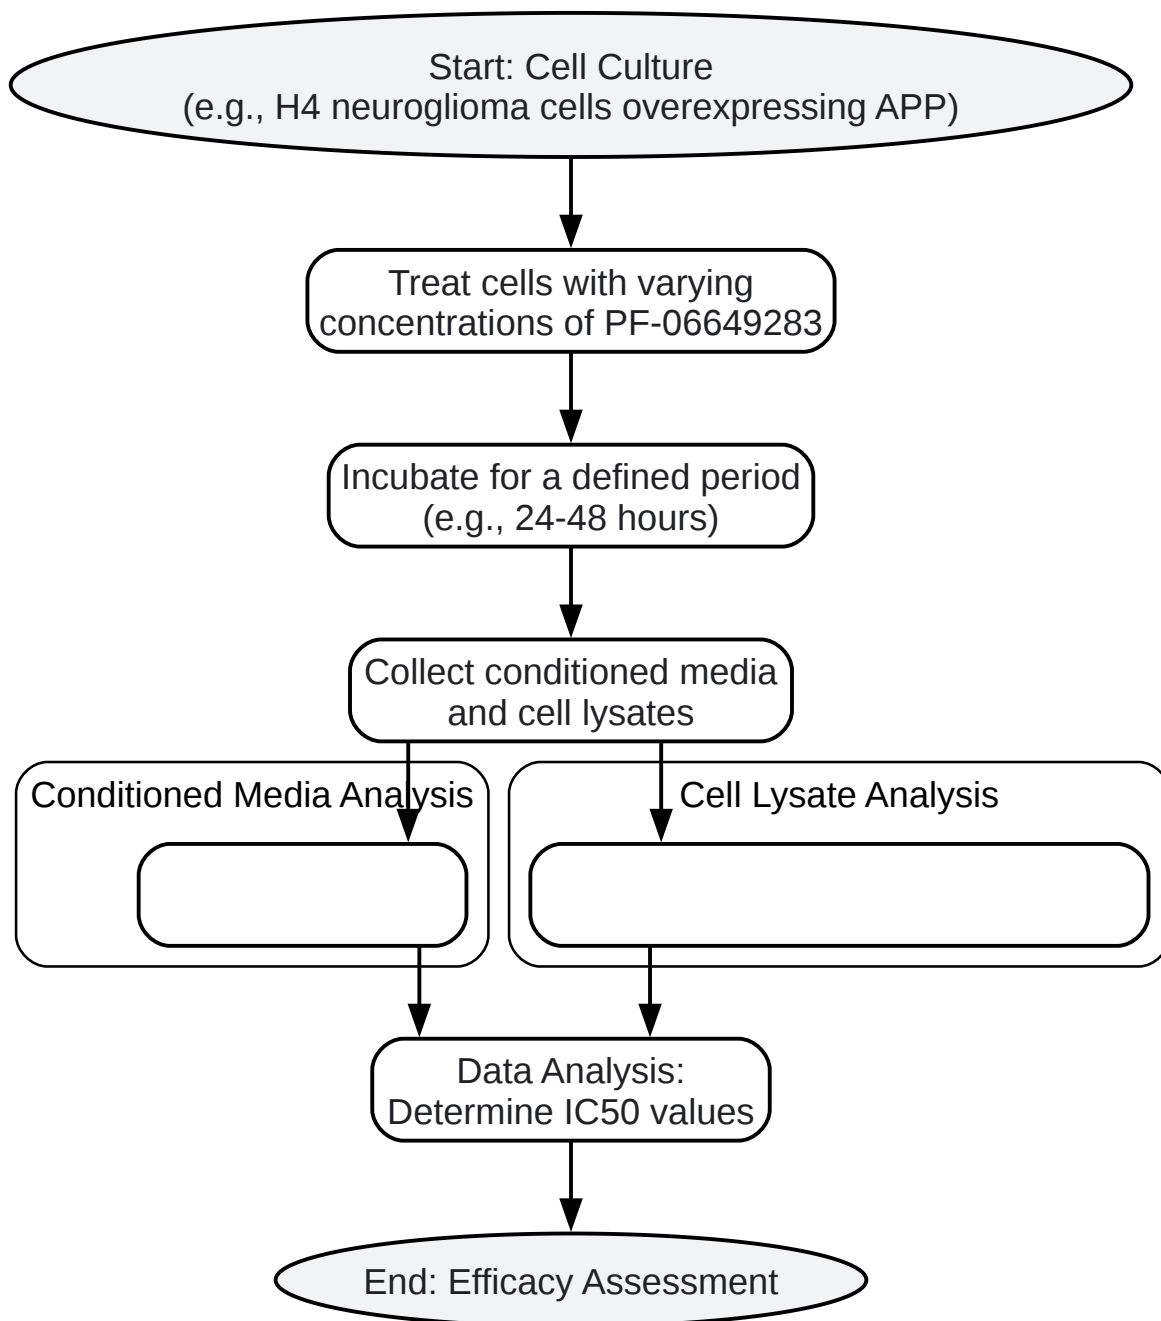 Start: Cell Culture
(e.g., H4 neuroglioma cells overexpressing APP)
Treat cells with varying
concentrations of PF-06649283
Incubate for a defined period
(e.g., 24-48 hours)
Collect conditioned media
and cell lysates
Conditioned Media Analysis
Cell Lysate Analysis
Data Analysis:
Determine IC50 values
End: Efficacy Assessment